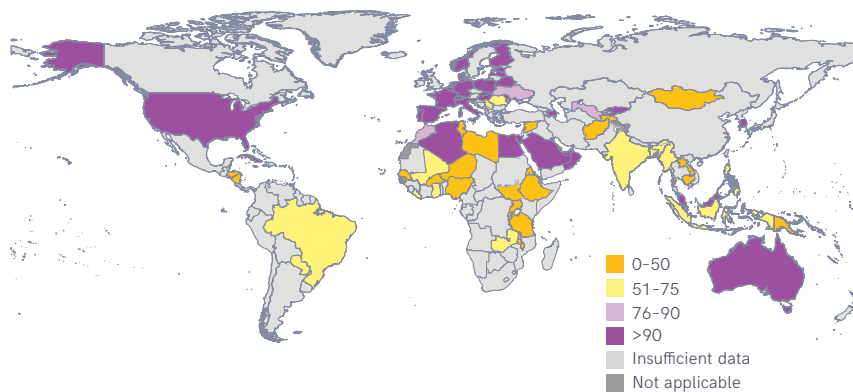 0–50
51–75
76–90
>90
Insufficient data
Not applicable